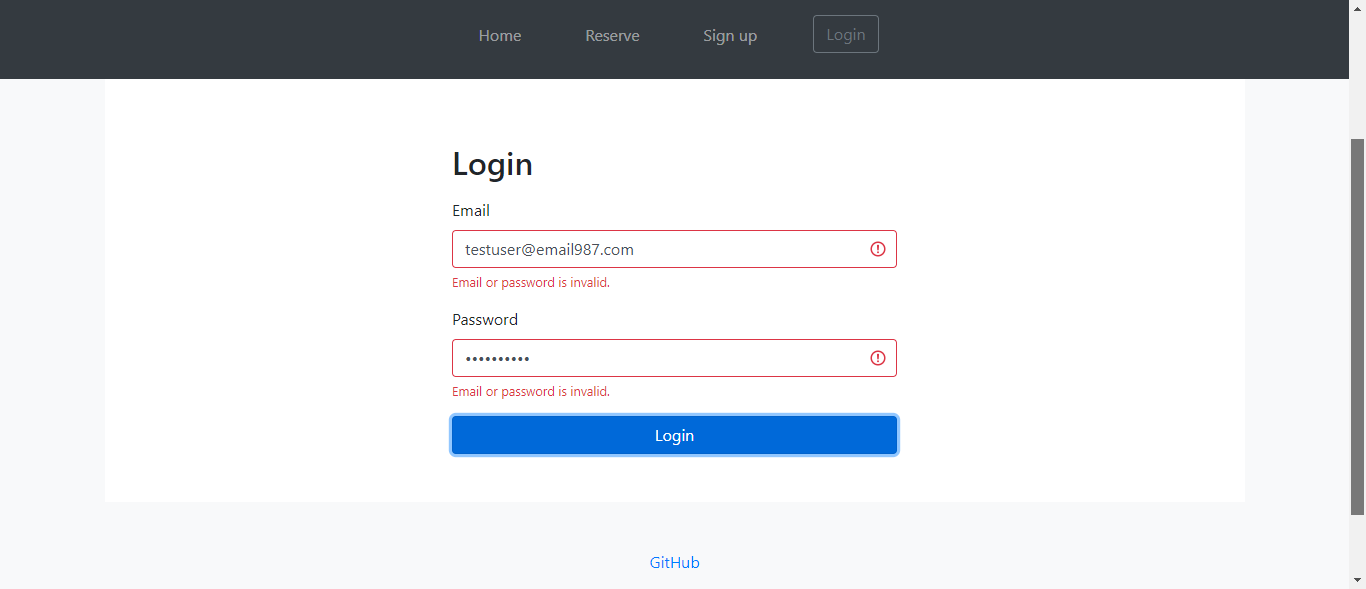 Home Reserve Sign up Login
Login
Email
testuser@email987.com
Email or password is invalid.
Password
••••••••••
Email or password is invalid.
Login
GitHub